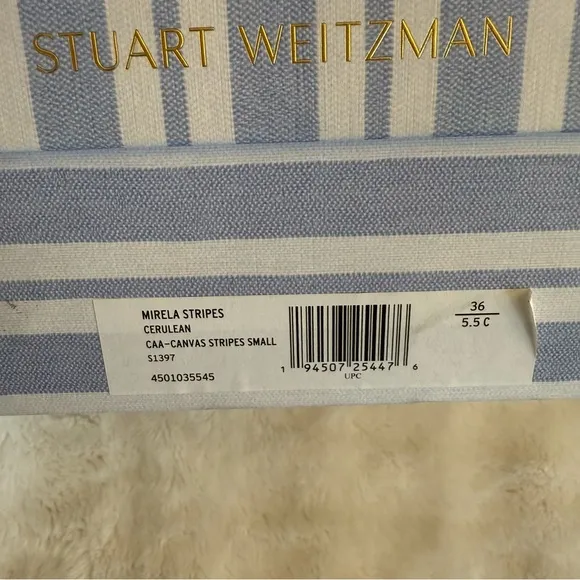 STUART WEITZMAN
MIRELA STRIPES
CERULEAN
CAA-CANVAS STRIPES SMALL
S1397
4501035545
1 94507 25447 6
UPC
36
5.5 C